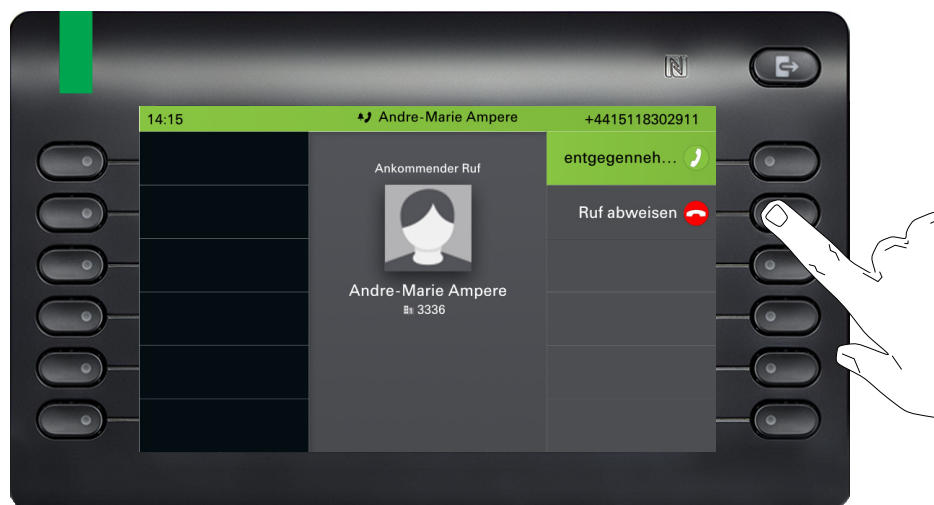 14:15
Andre-Marie Ampere
+4415118302911
entgegenneh...
Ankommender Ruf
Ruf abweisen
Andre-Marie Ampere
3336